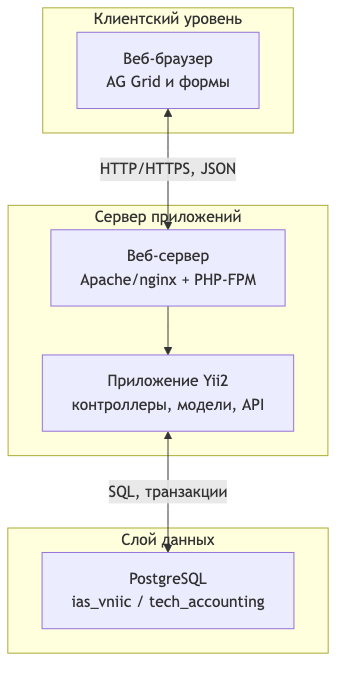 Клиентский уровень
Веб-браузер
AG Grid и формы
HTTP/HTTPS, JSON
Сервер приложений
Веб-сервер
Apache/nginx + PHP-FPM
Приложение Yii2
контроллеры, модели, API
SQL, транзакции
Слой данных
PostgreSQL
ias_vniic / tech_accounting